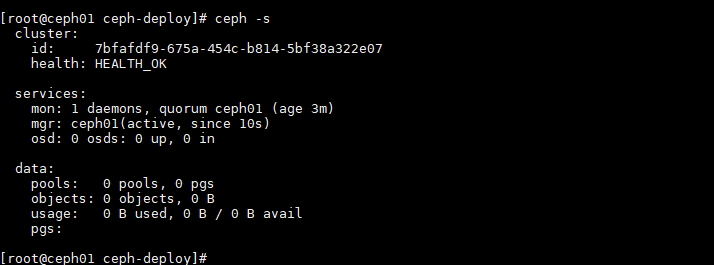 [root@ceph01 ceph-deploy]# ceph -s
  cluster:
    id:     7bfafdf9-675a-454c-b814-5bf38a322e07
    health: HEALTH_OK

  services:
    mon: 1 daemons, quorum ceph01 (age 3m)
    mgr: ceph01(active, since 10s)
    osd: 0 osds: 0 up, 0 in

  data:
    pools:   0 pools, 0 pgs
    objects: 0 objects, 0 B
    usage:   0 B used, 0 B / 0 B avail
    pgs:

[root@ceph01 ceph-deploy]#